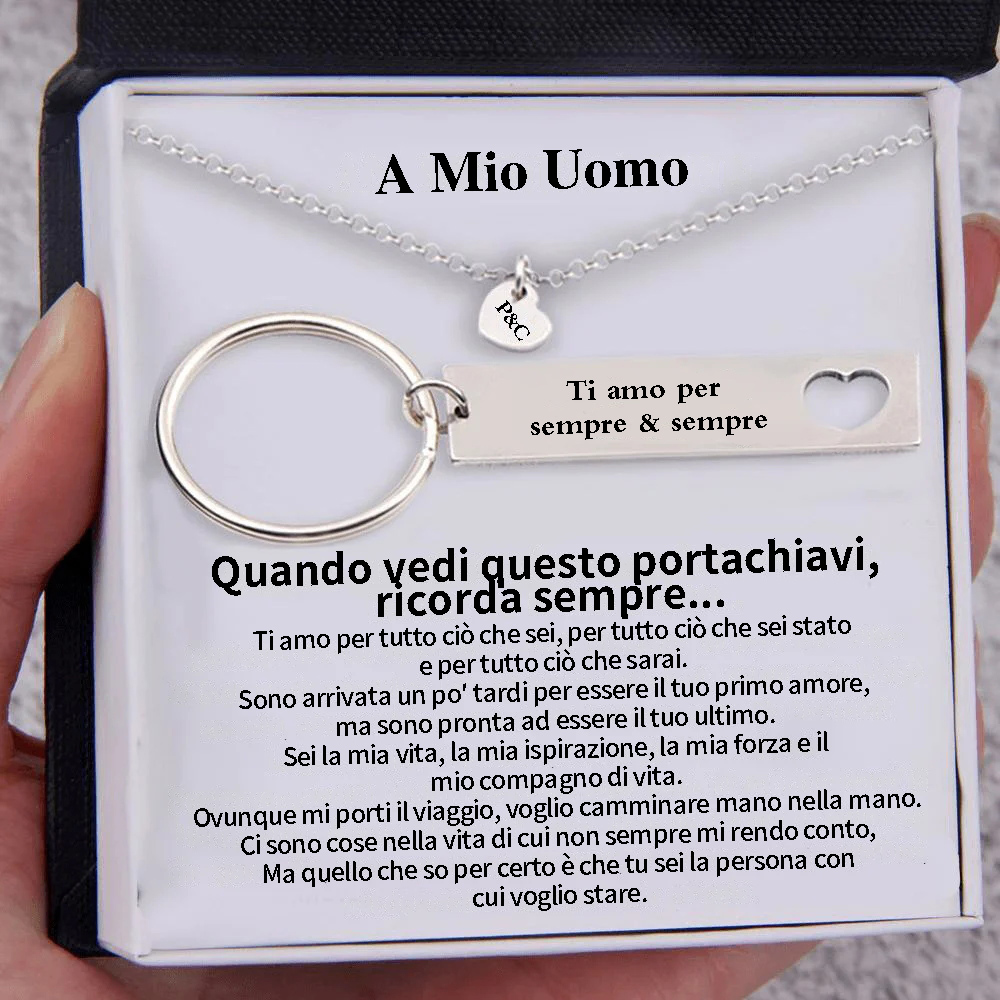 A Mio Uomo
P&C
Ti amo per
sempre & sempre
Quando vedi questo portachiavi,
ricorda sempre...
Ti amo per tutto ciò che sei, per tutto ciò che sei stato
e per tutto ciò che sarai.
Sono arrivata un po' tardi per essere il tuo primo amore,
ma sono pronta ad essere il tuo ultimo.
Sei la mia vita, la mia ispirazione, la mia forza e il
mio compagno di vita.
Ovunque mi porti il viaggio, voglio camminare mano nella mano.
Ci sono cose nella vita di cui non sempre mi rendo conto,
Ma quello che so per certo è che tu sei la persona con
cui voglio stare.